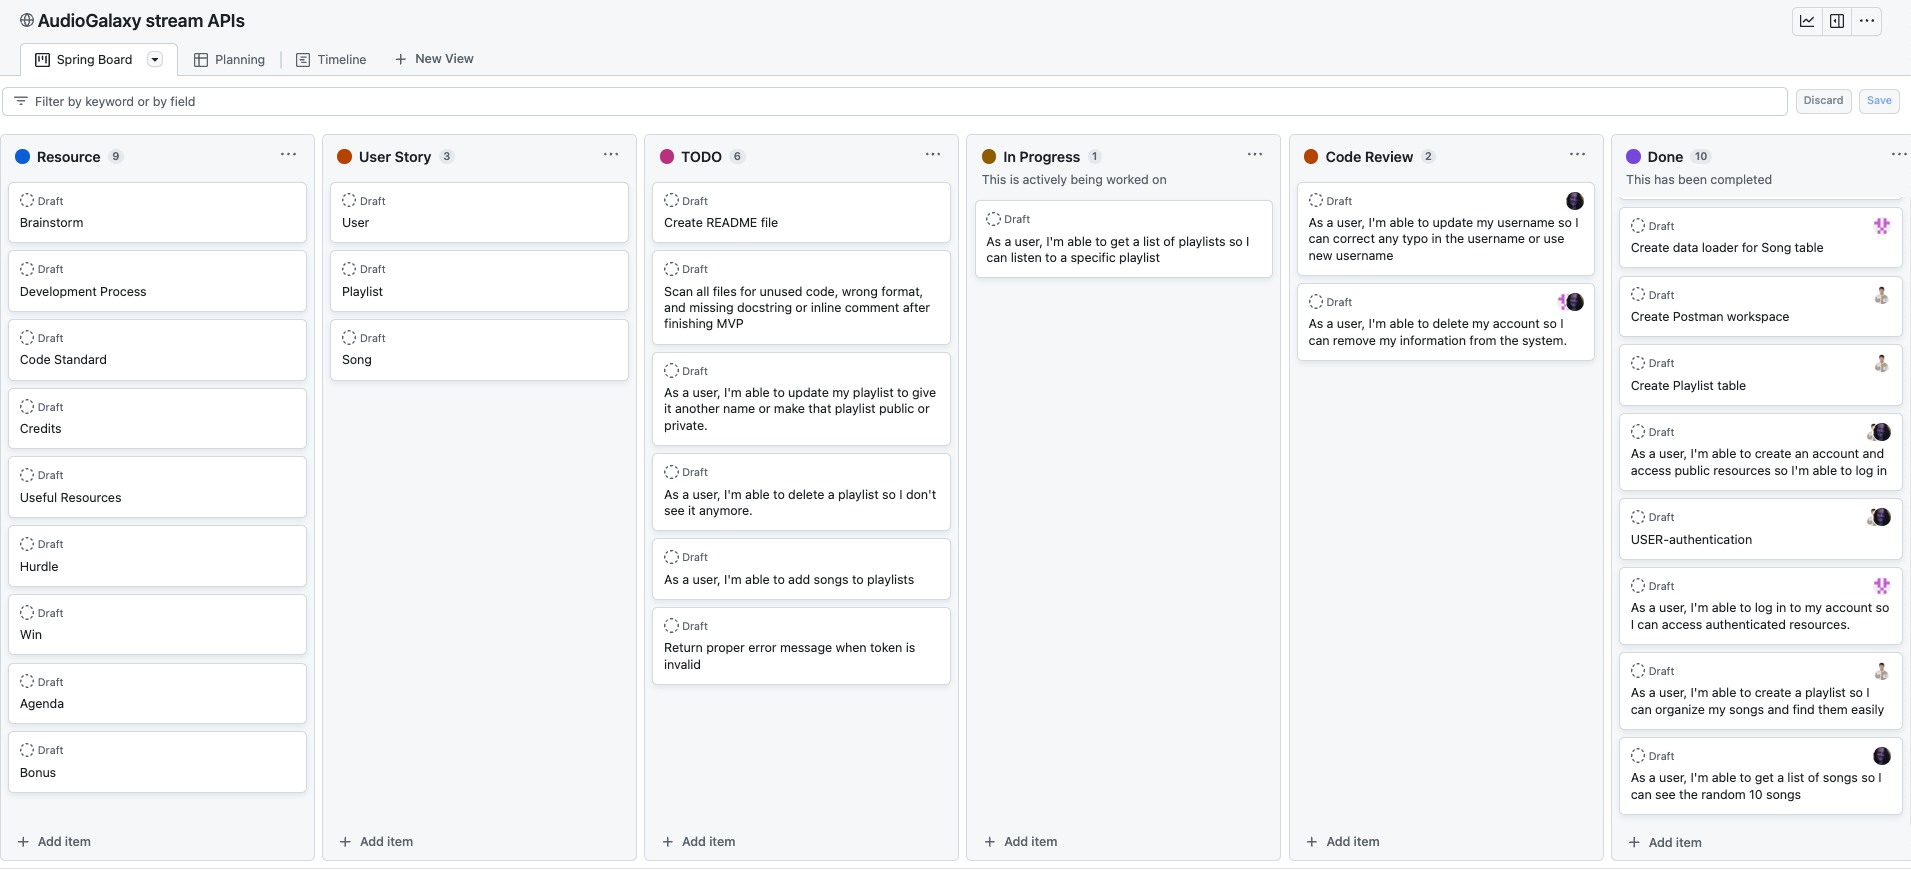 AudioGalaxy stream APIs
Spring Board
Planning
Timeline
New View
Filter by keyword or by field
Discard
Save
Resource 9
Draft
Brainstorm
Draft
Development Process
Draft
Code Standard
Draft
Credits
Draft
Useful Resources
Draft
Hurdle
Draft
Win
Draft
Agenda
Draft
Bonus
Add item
User Story 3
Draft
User
Draft
Playlist
Draft
Song
Add item
TODO 6
Draft
Create README file
Draft
Scan all files for unused code, wrong format,
and missing docstring or inline comment after
finishing MVP
Draft
As a user, I'm able to update my playlist to give
it another name or make that playlist public or
private.
Draft
As a user, I'm able to delete a playlist so I don't
see it anymore.
Draft
As a user, I'm able to add songs to playlists
Draft
Return proper error message when token is
invalid
Add item
In Progress 1
This is actively being worked on
Draft
As a user, I'm able to get a list of playlists so I
can listen to a specific playlist
Add item
Code Review 2
Draft
As a user, I'm able to update my username so I
can correct any typo in the username or use
new username
Draft
As a user, I'm able to delete my account so I
can remove my information from the system.
Add item
Done 10
This has been completed
Draft
Create data loader for Song table
Draft
Create Postman workspace
Draft
Create Playlist table
Draft
As a user, I'm able to create an account and
access public resources so I'm able to log in
Draft
USER-authentication
Draft
As a user, I'm able to log in to my account so
I can access authenticated resources.
Draft
As a user, I'm able to create a playlist so I
can organize my songs and find them easily
Draft
As a user, I'm able to get a list of songs so I
can see the random 10 songs
Add item